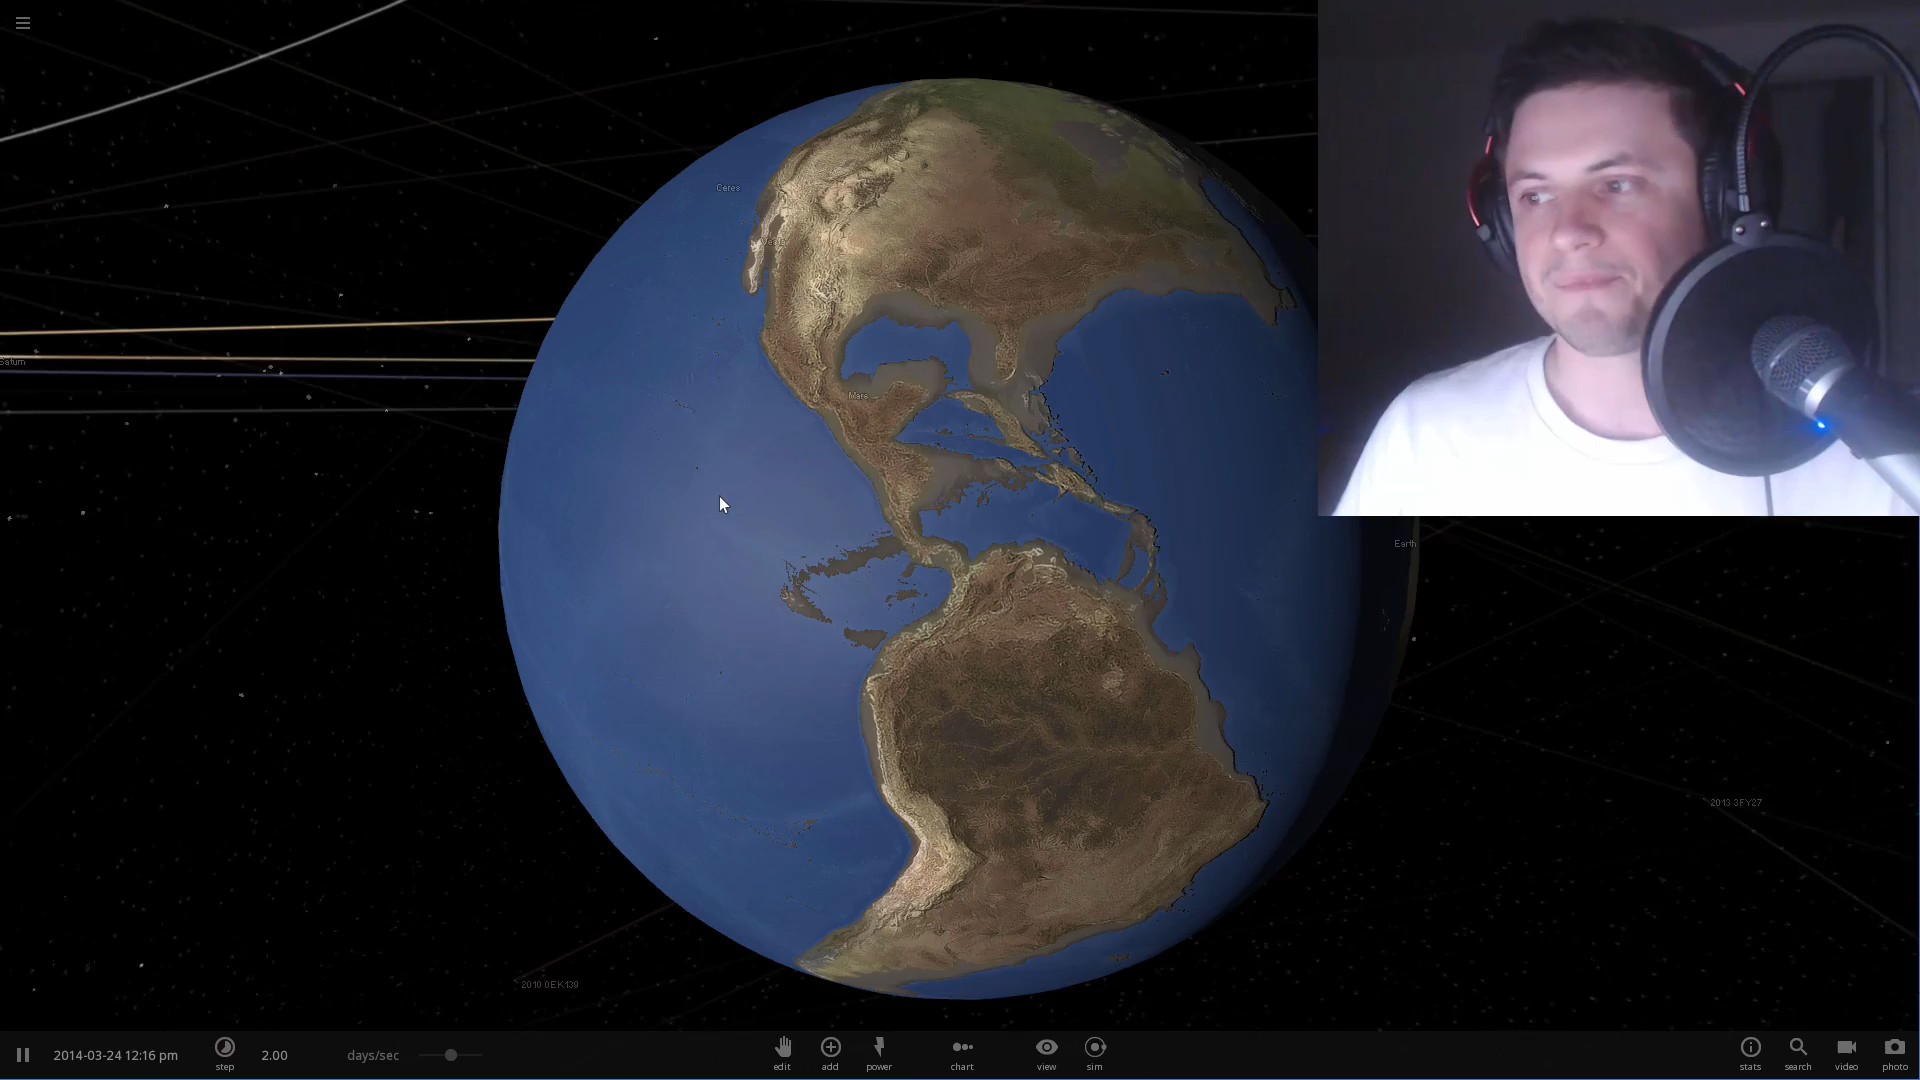 Ceres
Vesta
Saturn
Mars
Earth
2013 3FY27
2010 0EK139
2014-03-24 12:16 pm
step
2.00
days/sec
edit
add
power
chart
view
sim
stats
search
video
photo